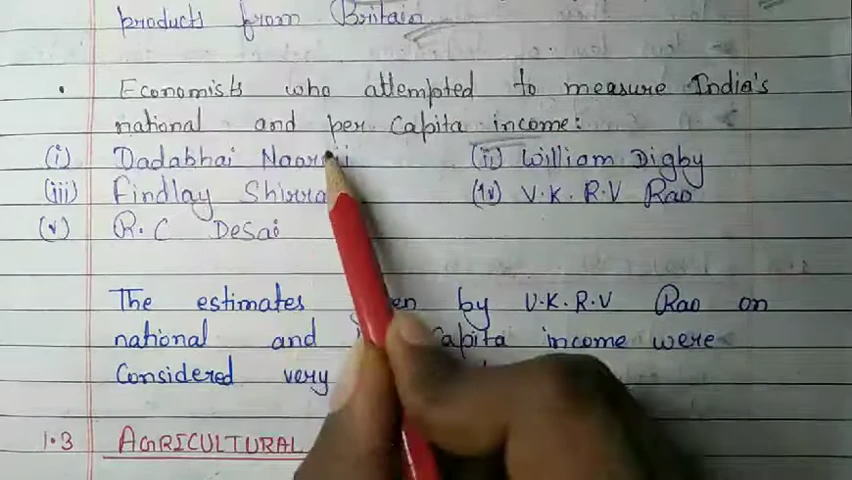 products from Britain
• Economists who attempted to measure India's
national and per capita income:
(i) Dadabhai Naoroji (ii) William Digby
(iii) Findlay Shirra (iv) V.K.R.V Rao
(v) R.C Desai
The estimates by V.K.R.V Rao on
national and capita income were
Considered very
1.3 AGRICULTURAL